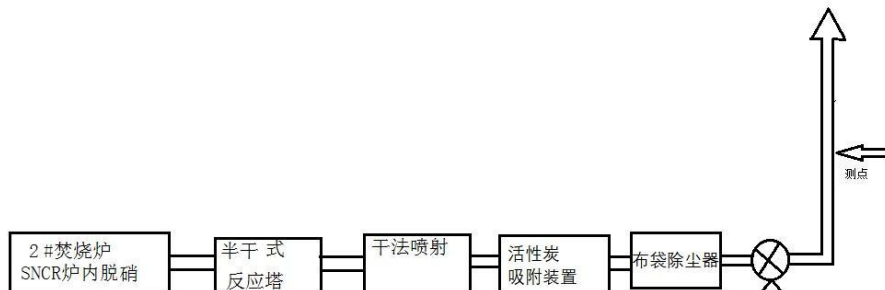 测点
2#焚烧炉
SNCR炉内脱硝
半干 式
反应塔
干法喷射
活性炭
吸附装置
布袋除尘器